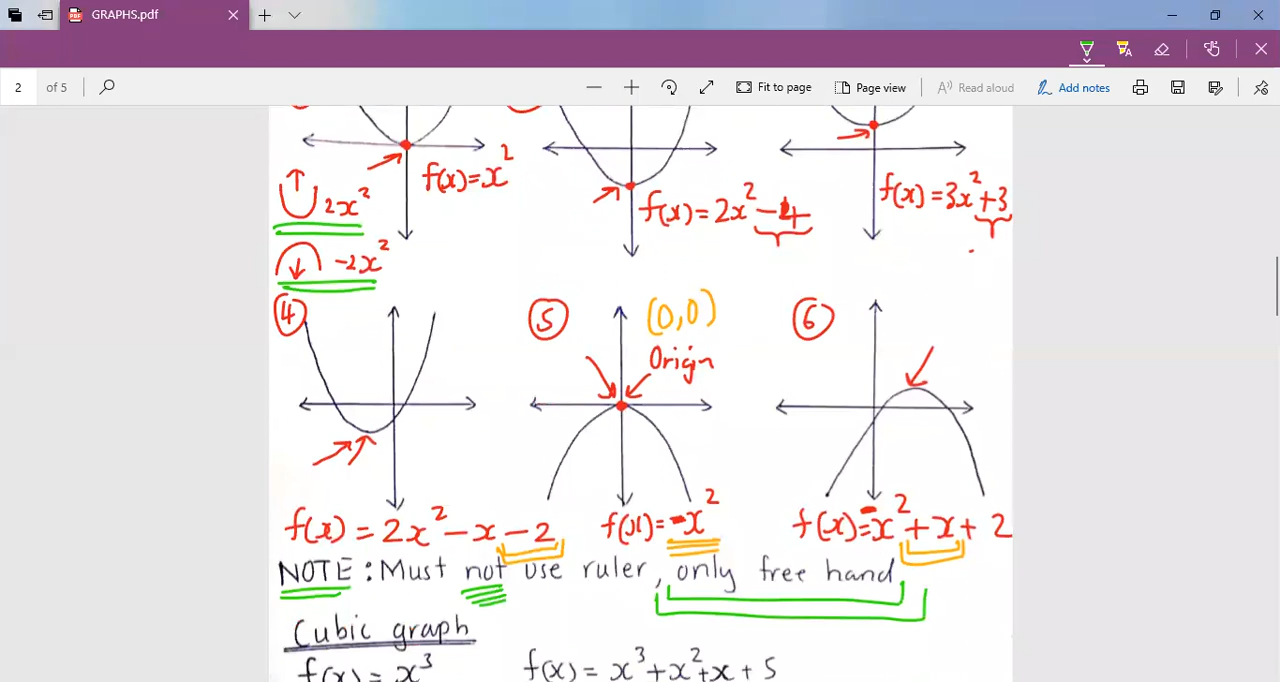 GRAPHS.pdf
2 of 5
Fit to page
Page view
Read aloud
Add notes
f(x)=x²
f(x)=2x²-4
f(x)=3x²+3
2x²
-2x²
④
⑤ (0,0)
Origin
⑥
f(x)=2x²-x-2
f(x)=-x²
f(x)=-x²+x+2
NOTE: Must not use ruler, only free hand
Cubic graph
f(x)=x³
f(x)=x³+x²+x+5